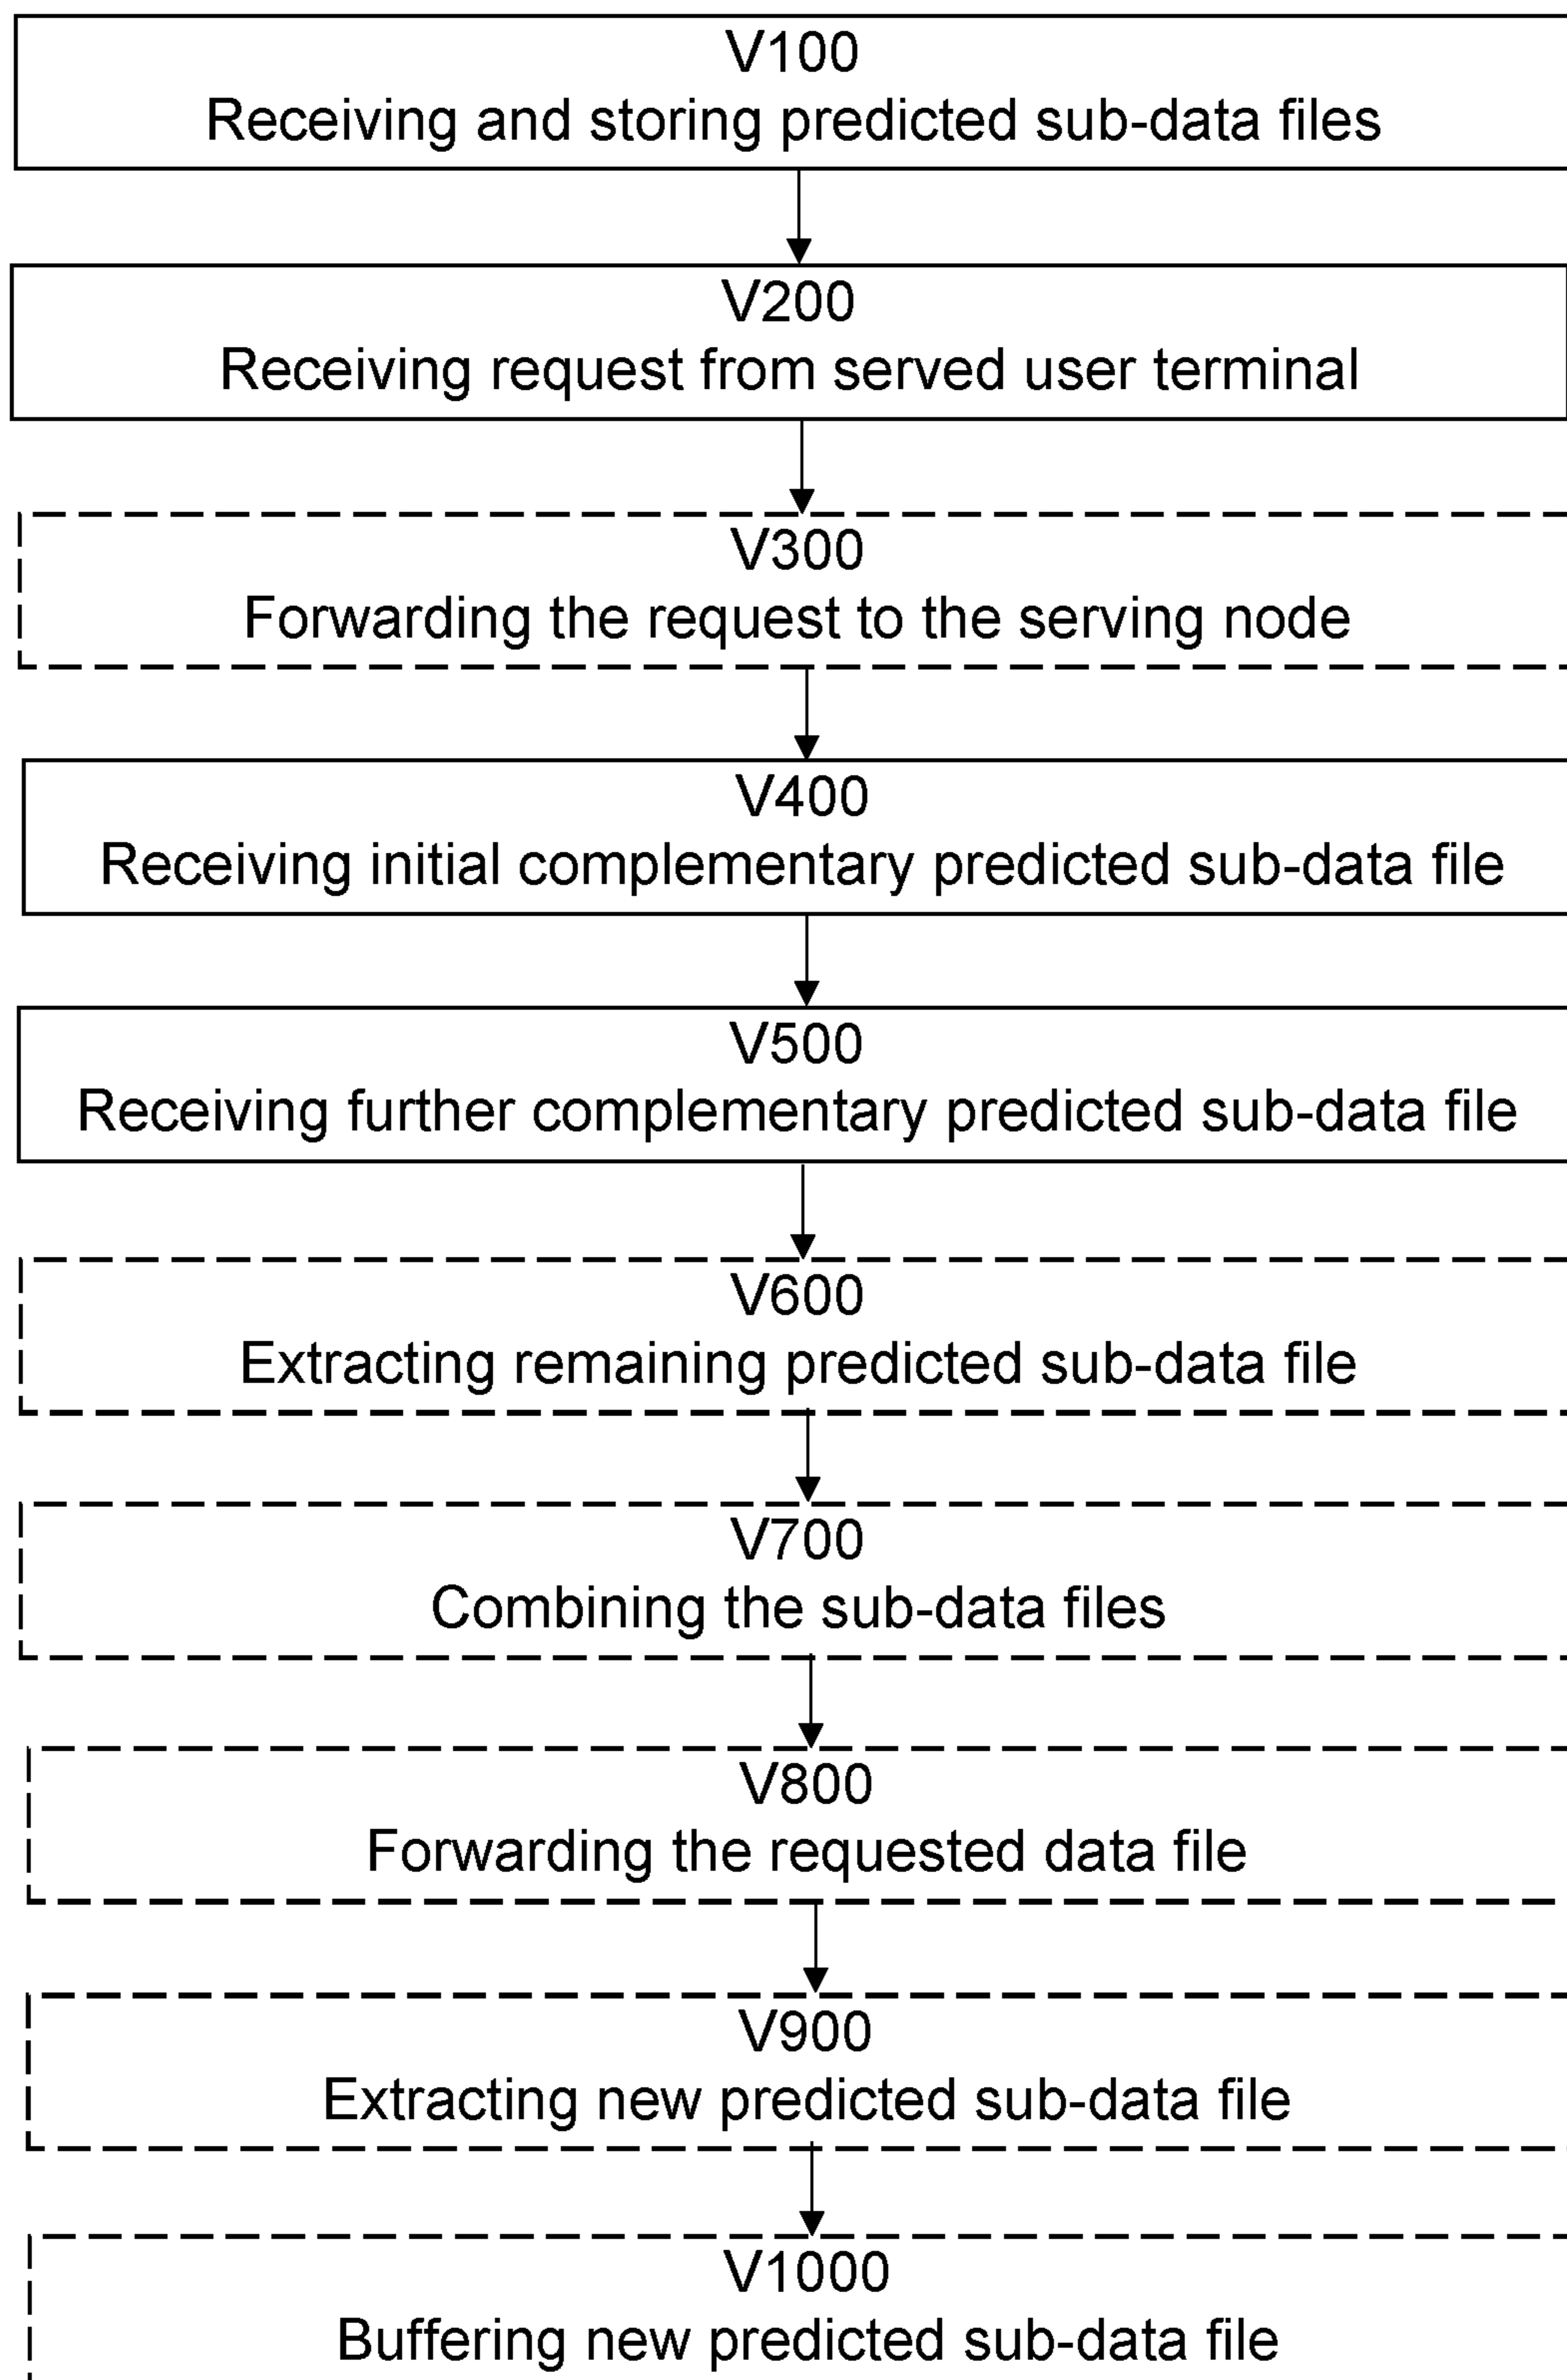 V100
Receiving and storing predicted sub-data files
V200
Receiving request from served user terminal
V300
Forwarding the request to the serving node
V400
Receiving initial complementary predicted sub-data file
V500
Receiving further complementary predicted sub-data file
V600
Extracting remaining predicted sub-data file
V700
Combining the sub-data files
V800
Forwarding the requested data file
V900
Extracting new predicted sub-data file
V1000
Buffering new predicted sub-data file